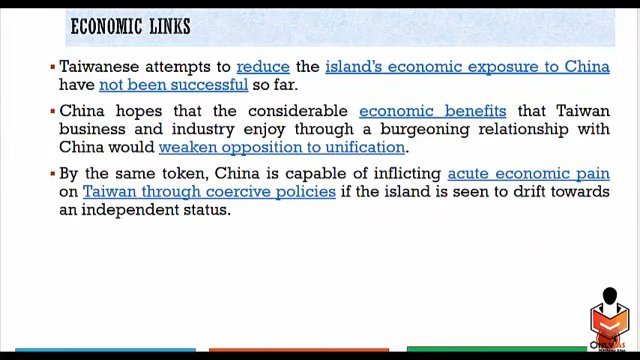 ECONOMIC LINKS
▪ Taiwanese attempts to reduce the island's economic exposure to China
have not been successful so far.
▪ China hopes that the considerable economic benefits that Taiwan
business and industry enjoy through a burgeoning relationship with
China would weaken opposition to unification.
▪ By the same token, China is capable of inflicting acute economic pain
on Taiwan through coercive policies if the island is seen to drift towards
an independent status.
ONLYIAS